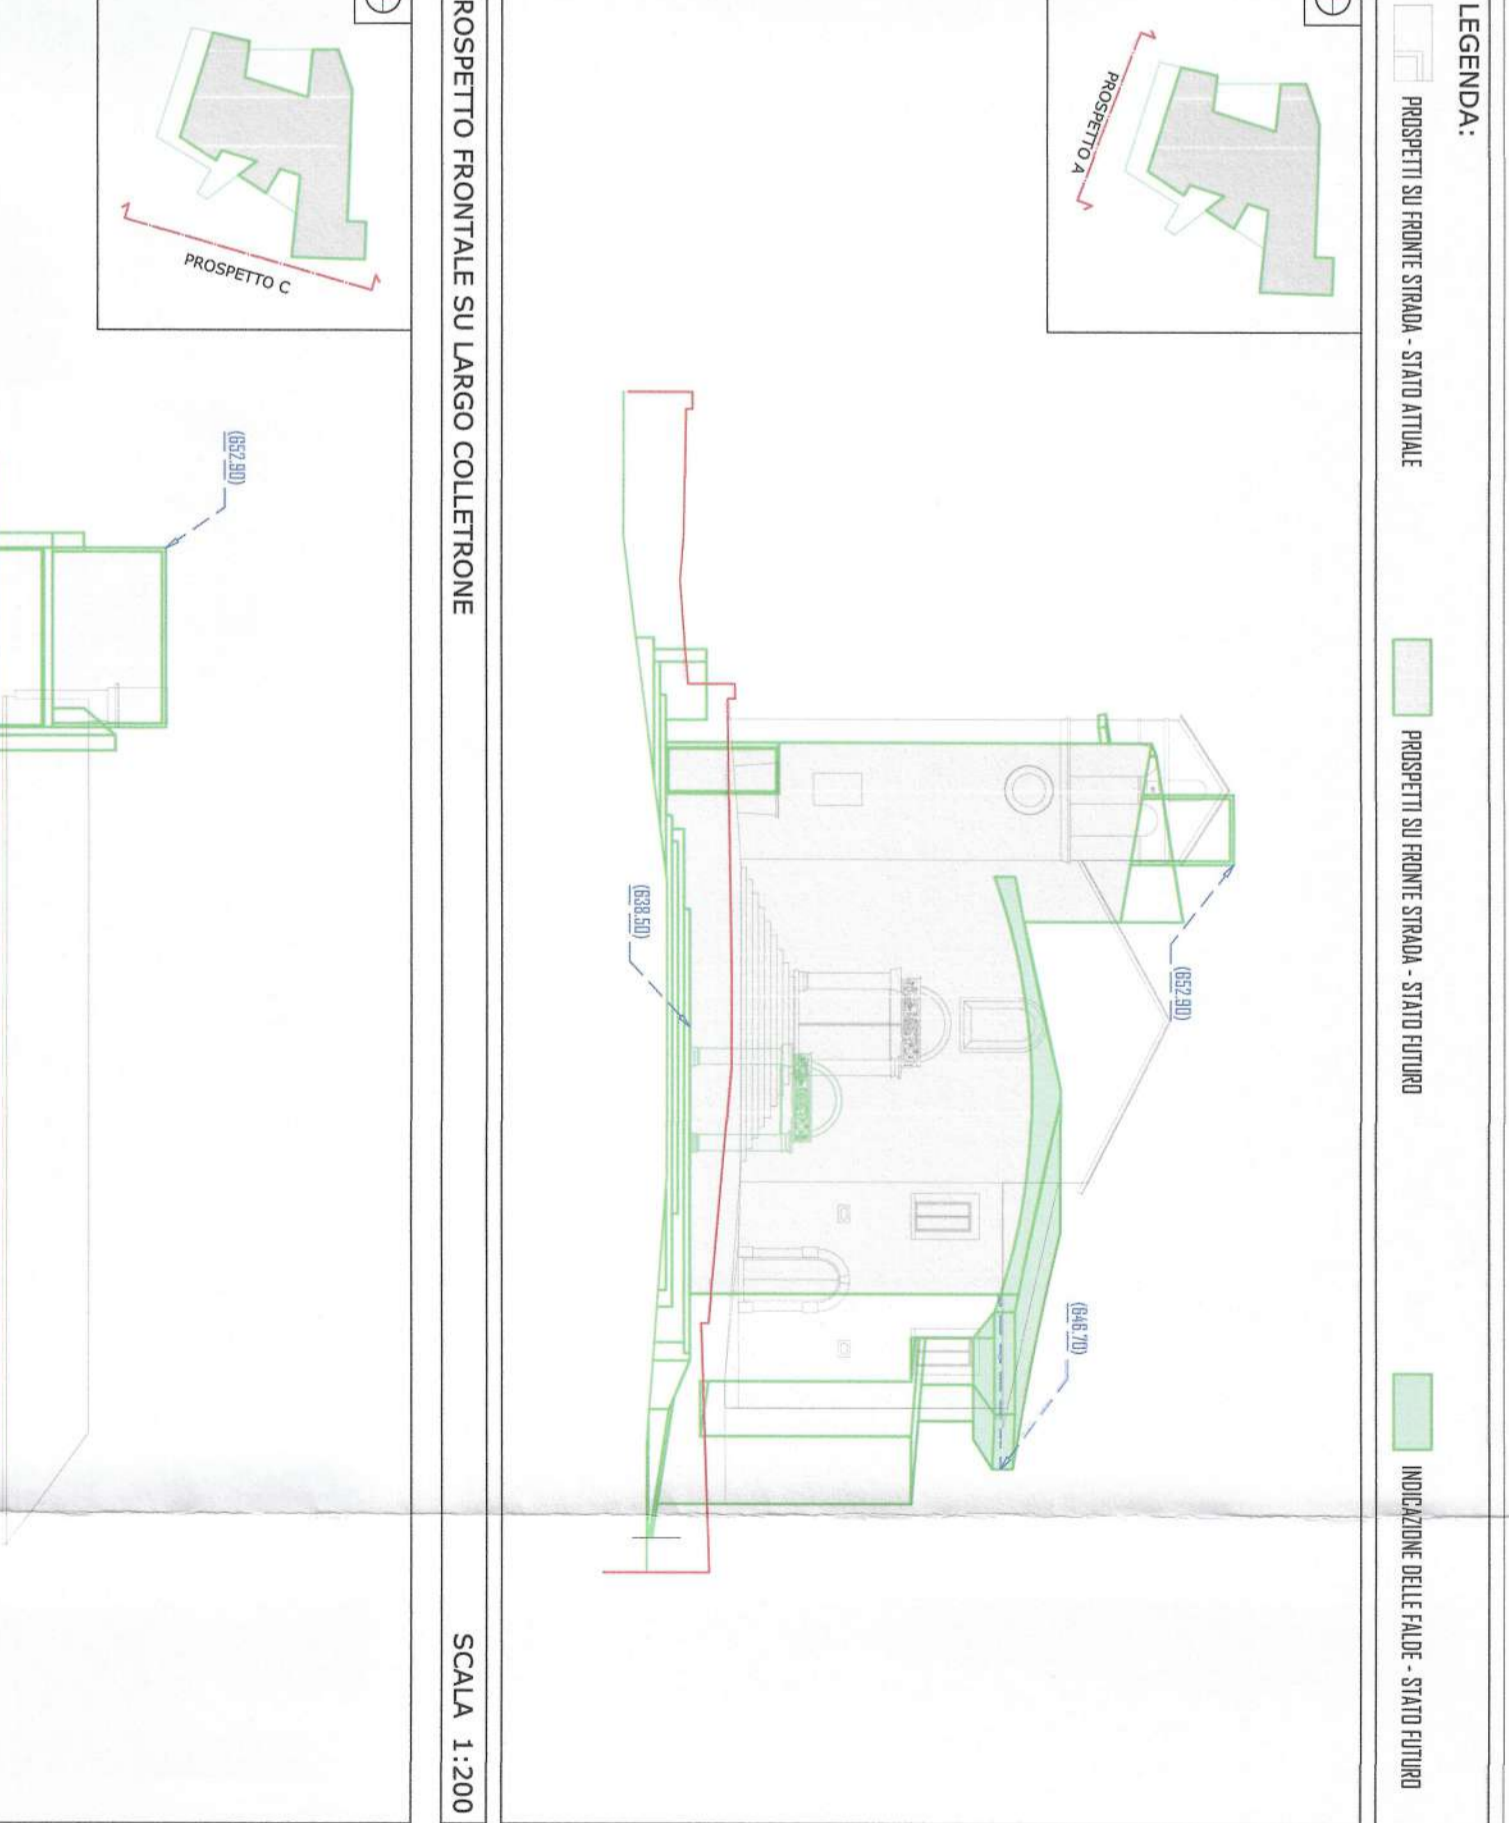 LEGENDA:
PROSPETTI SU FRONTE STRADA - STATO ATTUALE
PROSPETTI SU FRONTE STRADA - STATO FUTURO
INDICAZIONE DELLE FALDE - STATO FUTURO
PROSPETTO A
(652.90)
(646.70)
(638.50)
ROSPETTO FRONTALE SU LARGO COLLETRONE
SCALA 1:200
PROSPETTO C
(652.90)